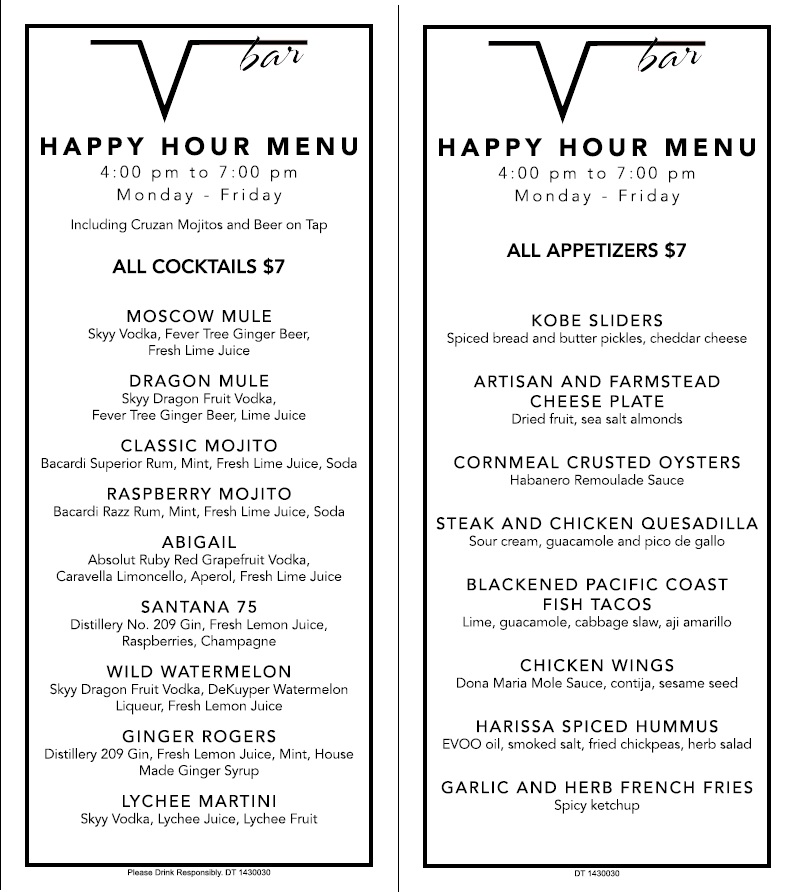 V bar
HAPPY HOUR MENU
4:00 pm to 7:00 pm
Monday - Friday
Including Cruzan Mojitos and Beer on Tap
ALL COCKTAILS $7
MOSCOW MULE
Skyy Vodka, Fever Tree Ginger Beer,
Fresh Lime Juice
DRAGON MULE
Skyy Dragon Fruit Vodka,
Fever Tree Ginger Beer, Lime Juice
CLASSIC MOJITO
Bacardi Superior Rum, Mint, Fresh Lime Juice, Soda
RASPBERRY MOJITO
Bacardi Razz Rum, Mint, Fresh Lime Juice, Soda
ABIGAIL
Absolut Ruby Red Grapefruit Vodka,
Caravella Limoncello, Aperol, Fresh Lime Juice
SANTANA 75
Distillery No. 209 Gin, Fresh Lemon Juice,
Raspberries, Champagne
WILD WATERMELON
Skyy Dragon Fruit Vodka, DeKuyper Watermelon
Liqueur, Fresh Lemon Juice
GINGER ROGERS
Distillery 209 Gin, Fresh Lemon Juice, Mint, House
Made Ginger Syrup
LYCHEE MARTINI
Skyy Vodka, Lychee Juice, Lychee Fruit
Please Drink Responsibly. DT 1430030
V bar
HAPPY HOUR MENU
4:00 pm to 7:00 pm
Monday - Friday
ALL APPETIZERS $7
KOBE SLIDERS
Spiced bread and butter pickles, cheddar cheese
ARTISAN AND FARMSTEAD
CHEESE PLATE
Dried fruit, sea salt almonds
CORNMEAL CRUSTED OYSTERS
Habanero Remoulade Sauce
STEAK AND CHICKEN QUESADILLA
Sour cream, guacamole and pico de gallo
BLACKENED PACIFIC COAST
FISH TACOS
Lime, guacamole, cabbage slaw, aji amarillo
CHICKEN WINGS
Dona Maria Mole Sauce, contija, sesame seed
HARISSA SPICED HUMMUS
EVOO oil, smoked salt, fried chickpeas, herb salad
GARLIC AND HERB FRENCH FRIES
Spicy ketchup
DT 1430030